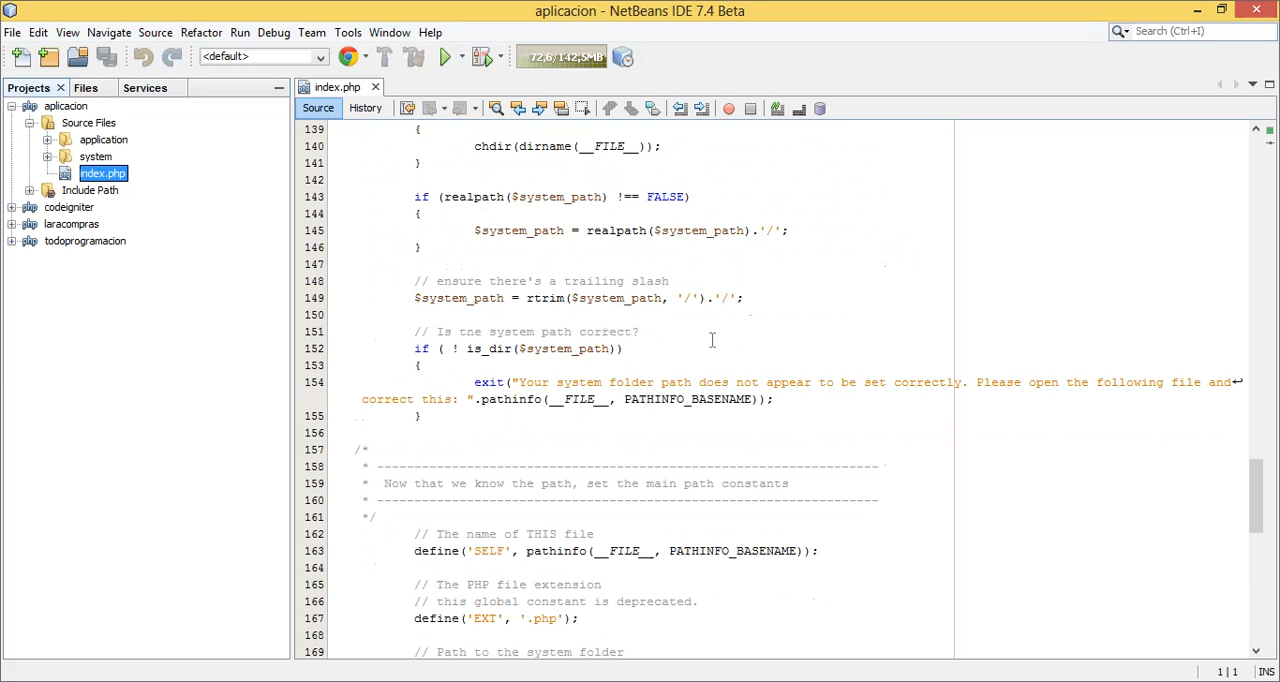 aplicacion - NetBeans IDE 7.4 Beta
File Edit View Navigate Source Refactor Run Debug Team Tools Window Help
Search (Ctrl+I)
<default>
72,6/142,5MB
Projects Files Services
index.php
Source History
aplicacion
Source Files
application
system
index.php
Include Path
codeigniter
laracompras
todoprogramacion
139 {
140 chdir(dirname(__FILE__));
141 }
142
143 if (realpath($system_path) !== FALSE)
144 {
145 $system_path = realpath($system_path).'/';
146 }
147
148 // ensure there's a trailing slash
149 $system_path = rtrim($system_path, '/').'/';
150
151 // Is the system path correct?
152 if ( ! is_dir($system_path))
153 {
154 exit("Your system folder path does not appear to be set correctly. Please open the following file and
correct this: ".pathinfo(__FILE__, PATHINFO_BASENAME));
155 }
156
157 /*
158 * -------------------------------------------------------------------
159 * Now that we know the path, set the main path constants
160 * -------------------------------------------------------------------
161 */
162 // The name of THIS file
163 define('SELF', pathinfo(__FILE__, PATHINFO_BASENAME));
164
165 // The PHP file extension
166 // this global constant is deprecated.
167 define('EXT', '.php');
168
169 // Path to the system folder
1 | 1 INS